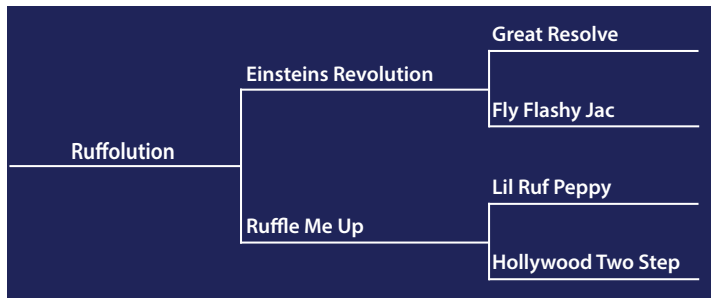 Great Resolve
Einsteins Revolution
Fly Flashy Jac
Ruffolution
Lil Ruf Peppy
Ruffle Me Up
Hollywood Two Step